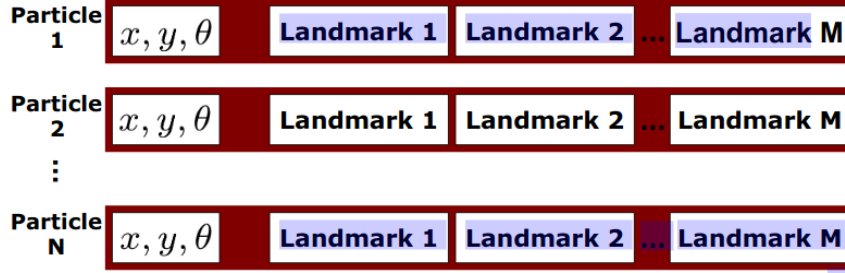 Particle
1
x, y, θ Landmark 1 Landmark 2 ... Landmark M
Particle
2
x, y, θ Landmark 1 Landmark 2 ... Landmark M
⋮
Particle
N
x, y, θ Landmark 1 Landmark 2 ... Landmark M